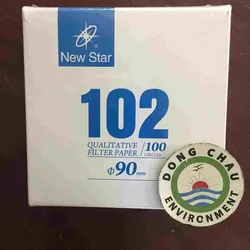 New Star
102
QUALITATIVE
FILTER PAPER
/100
CIRCLES
Φ90mm
DONG CHAU
ENVIRONMENT